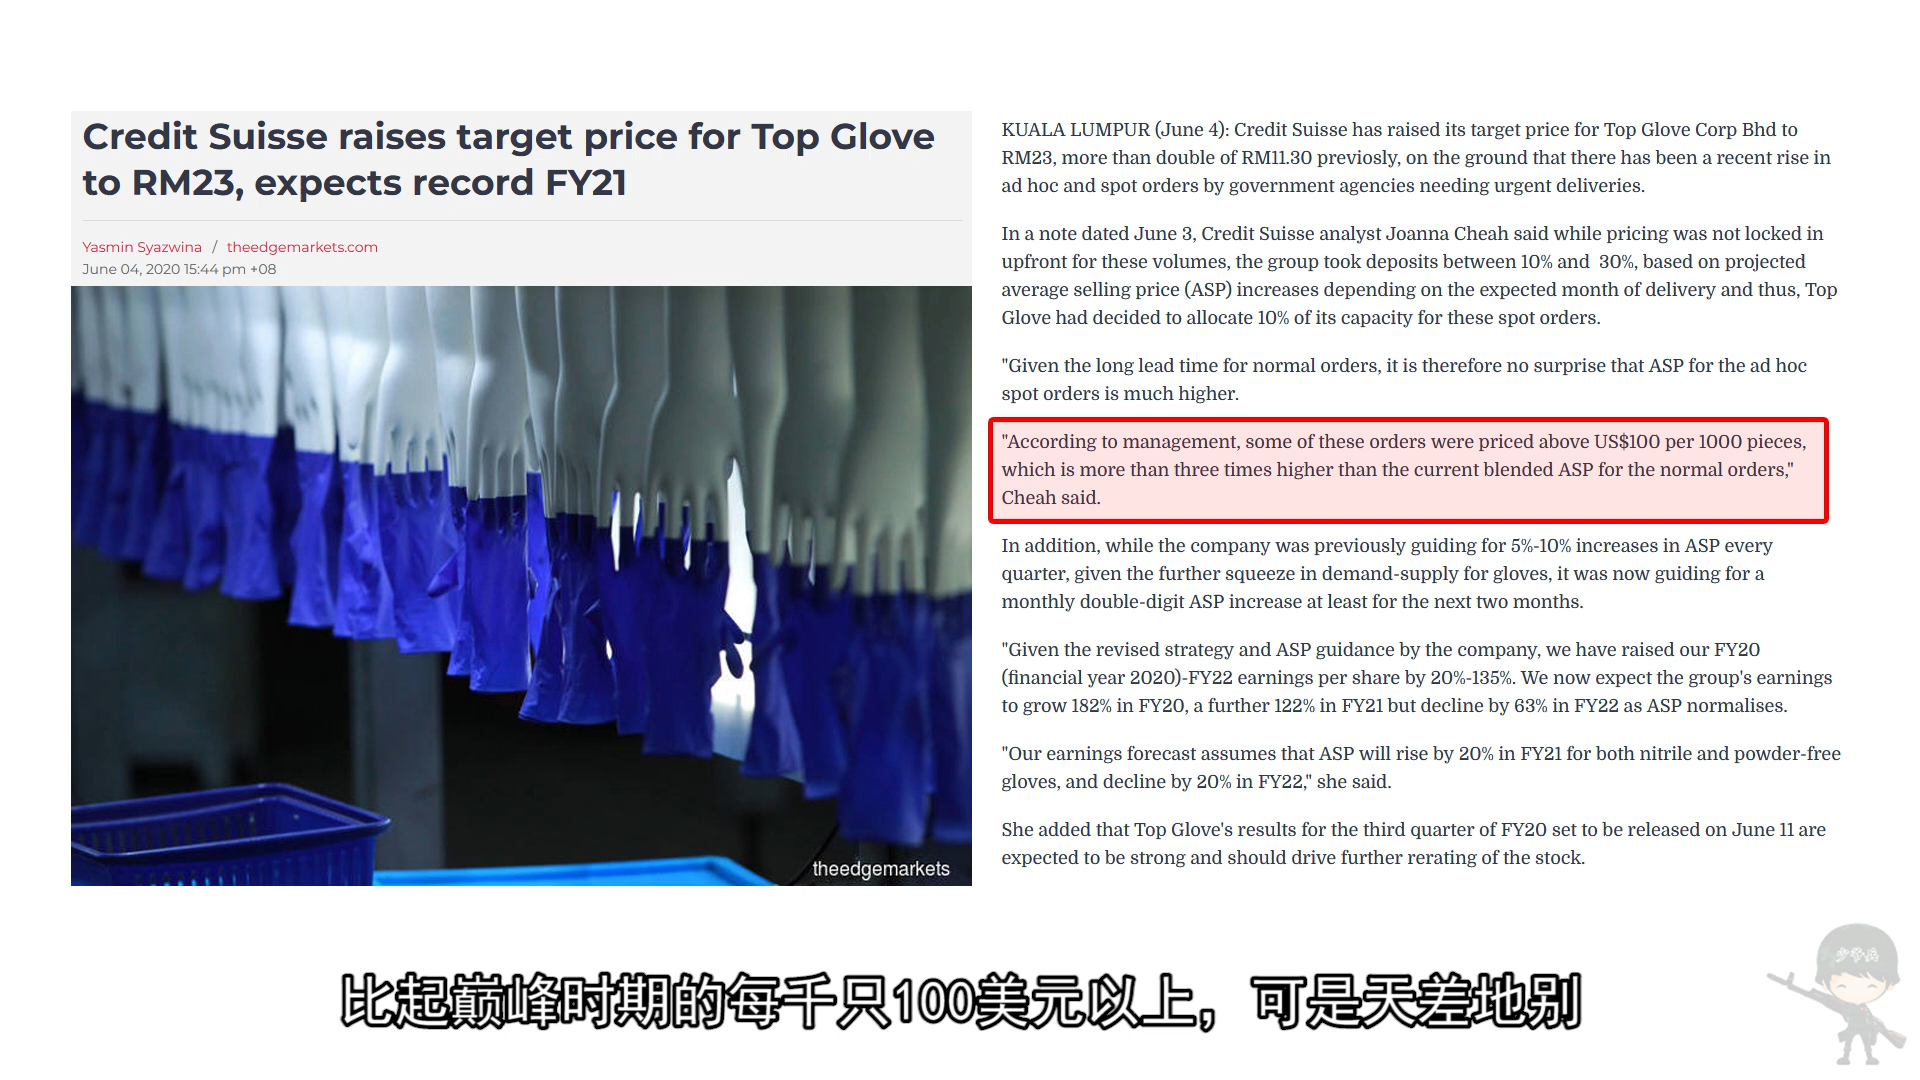 Credit Suisse raises target price for Top Glove
to RM23, expects record FY21
Yasmin Syazwina / theedgemarkets.com
June 04, 2020 15:44 pm +08
theedgemarkets
KUALA LUMPUR (June 4): Credit Suisse has raised its target price for Top Glove Corp Bhd to
RM23, more than double of RM11.30 previosly, on the ground that there has been a recent rise in
ad hoc and spot orders by government agencies needing urgent deliveries.
In a note dated June 3, Credit Suisse analyst Joanna Cheah said while pricing was not locked in
upfront for these volumes, the group took deposits between 10% and 30%, based on projected
average selling price (ASP) increases depending on the expected month of delivery and thus, Top
Glove had decided to allocate 10% of its capacity for these spot orders.
"Given the long lead time for normal orders, it is therefore no surprise that ASP for the ad hoc
spot orders is much higher.
"According to management, some of these orders were priced above US$100 per 1000 pieces,
which is more than three times higher than the current blended ASP for the normal orders,"
Cheah said.
In addition, while the company was previously guiding for 5%-10% increases in ASP every
quarter, given the further squeeze in demand-supply for gloves, it was now guiding for a
monthly double-digit ASP increase at least for the next two months.
"Given the revised strategy and ASP guidance by the company, we have raised our FY20
(financial year 2020)-FY22 earnings per share by 20%-135%. We now expect the group's earnings
to grow 182% in FY20, a further 122% in FY21 but decline by 63% in FY22 as ASP normalises.
"Our earnings forecast assumes that ASP will rise by 20% in FY21 for both nitrile and powder-free
gloves, and decline by 20% in FY22," she said.
She added that Top Glove's results for the third quarter of FY20 set to be released on June 11 are
expected to be strong and should drive further rerating of the stock.
比起巅峰时期的每千只100美元以上，可是天差地别